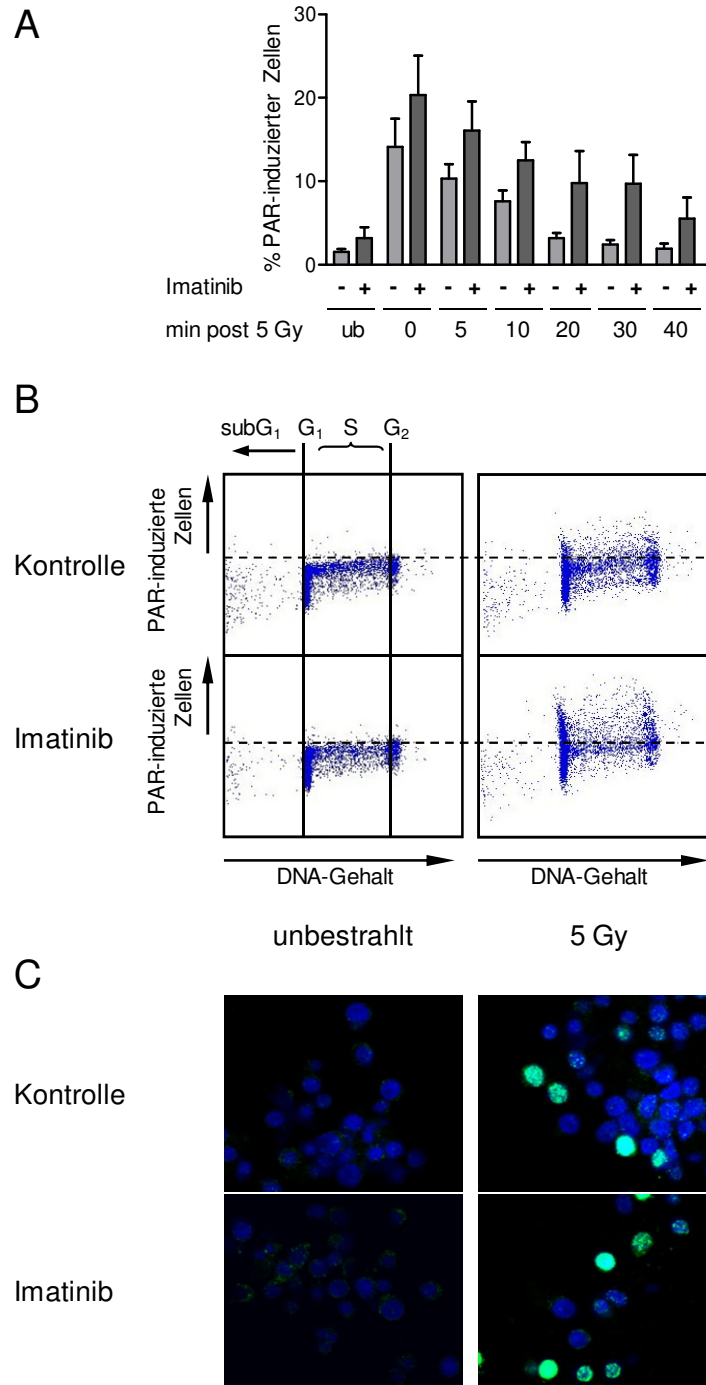 A
30
20
10
0
% PAR-induzierter Zellen
Imatinib - + - + - + - + - + - + - +
min post 5 Gy ub 0 5 10 20 30 40
B
subG1 G1 S G2
Kontrolle
PAR-induzierte
Zellen
Imatinib
PAR-induzierte
Zellen
DNA-Gehalt DNA-Gehalt
unbestrahlt 5 Gy
C
Kontrolle
Imatinib